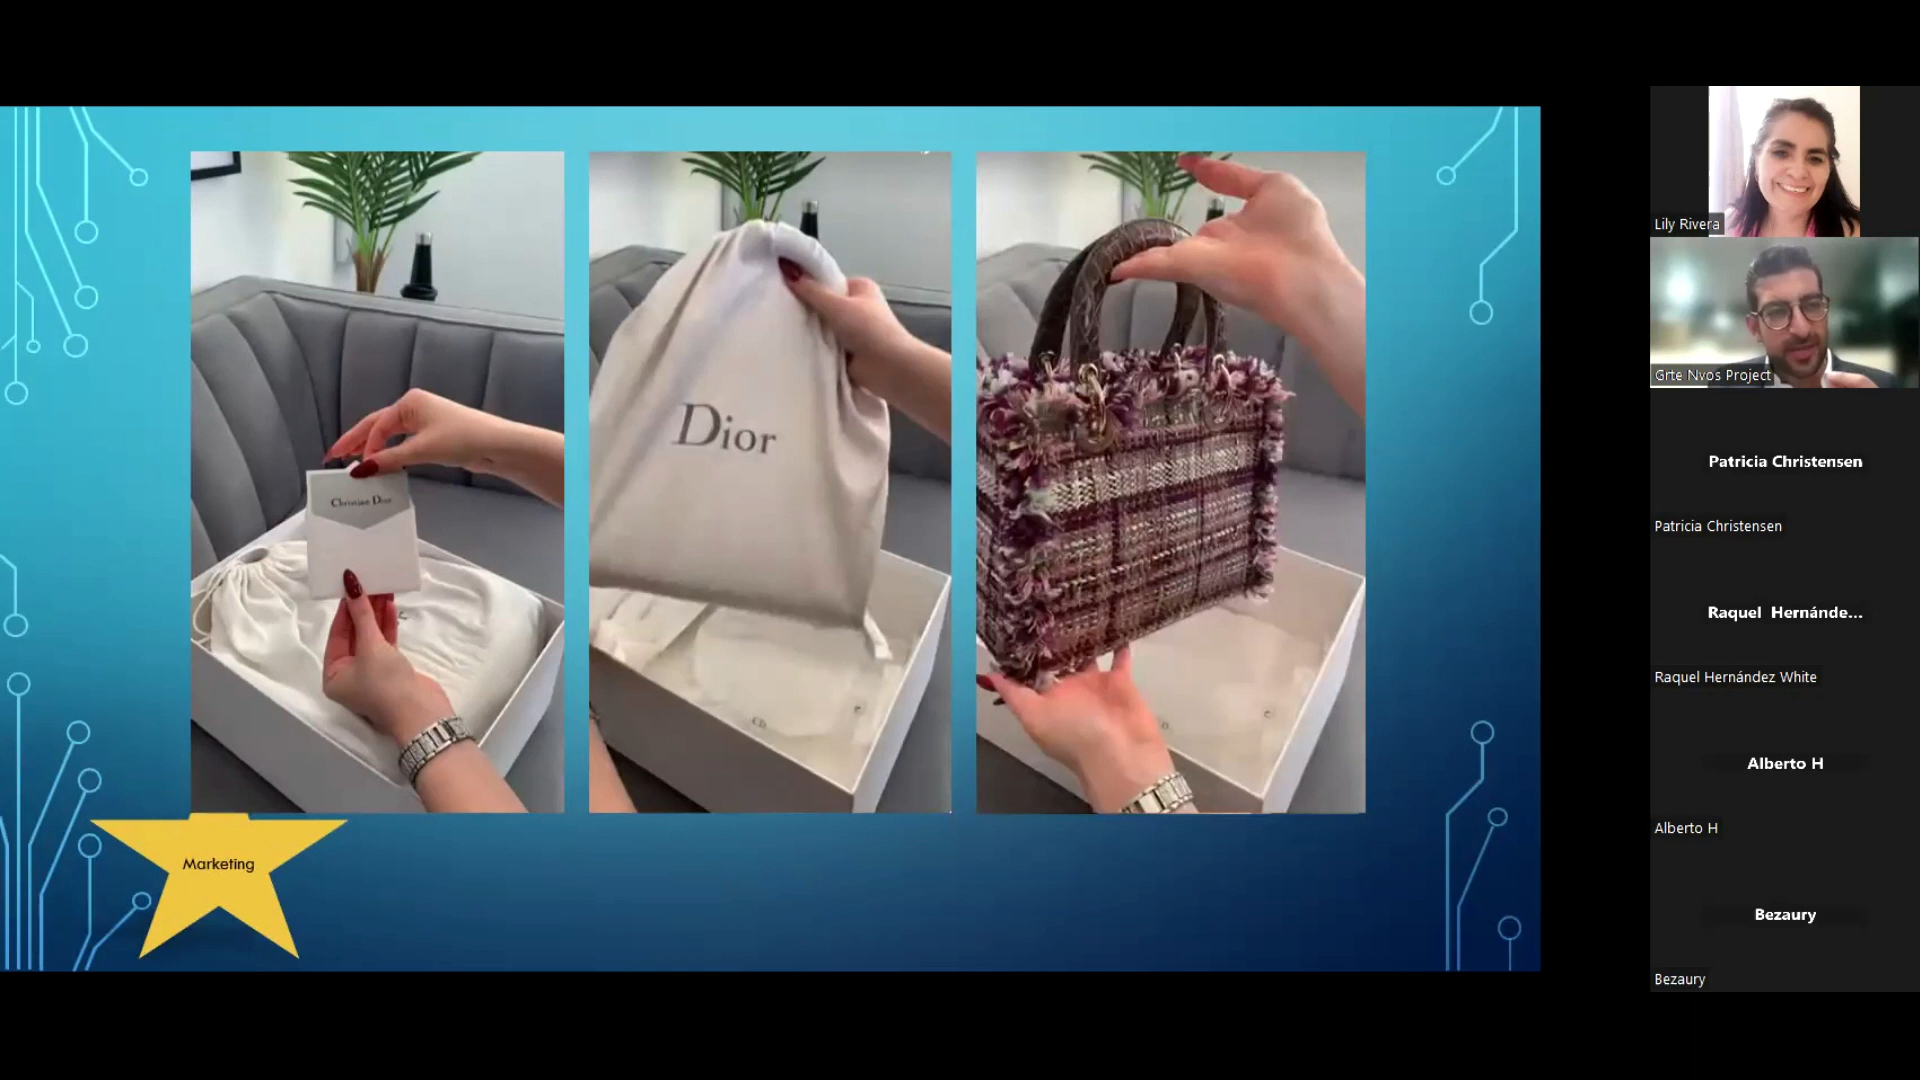 Christian Dior
Dior
CD
Marketing
Lily Rivera
Grte Nvos Project
Patricia Christensen
Patricia Christensen
Raquel Hernánde...
Raquel Hernández White
Alberto H
Alberto H
Bezaury
Bezaury